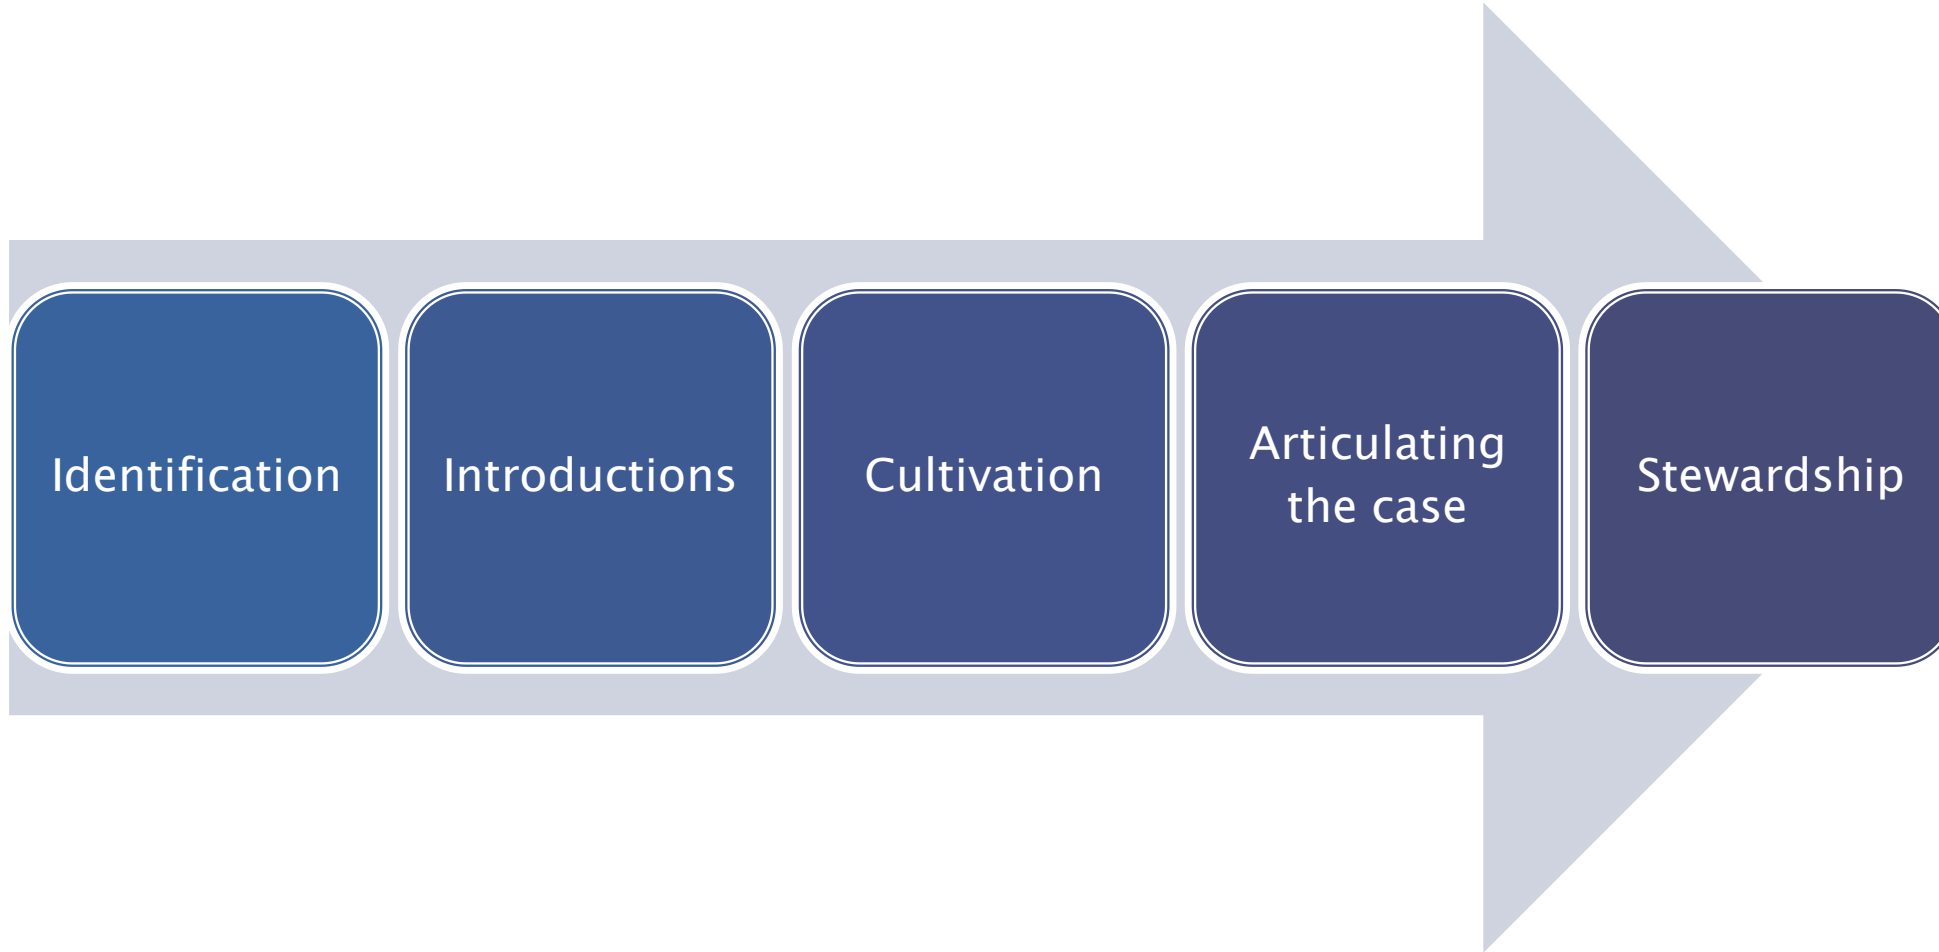 Identification
Introductions
Cultivation
Articulating
the case
Stewardship